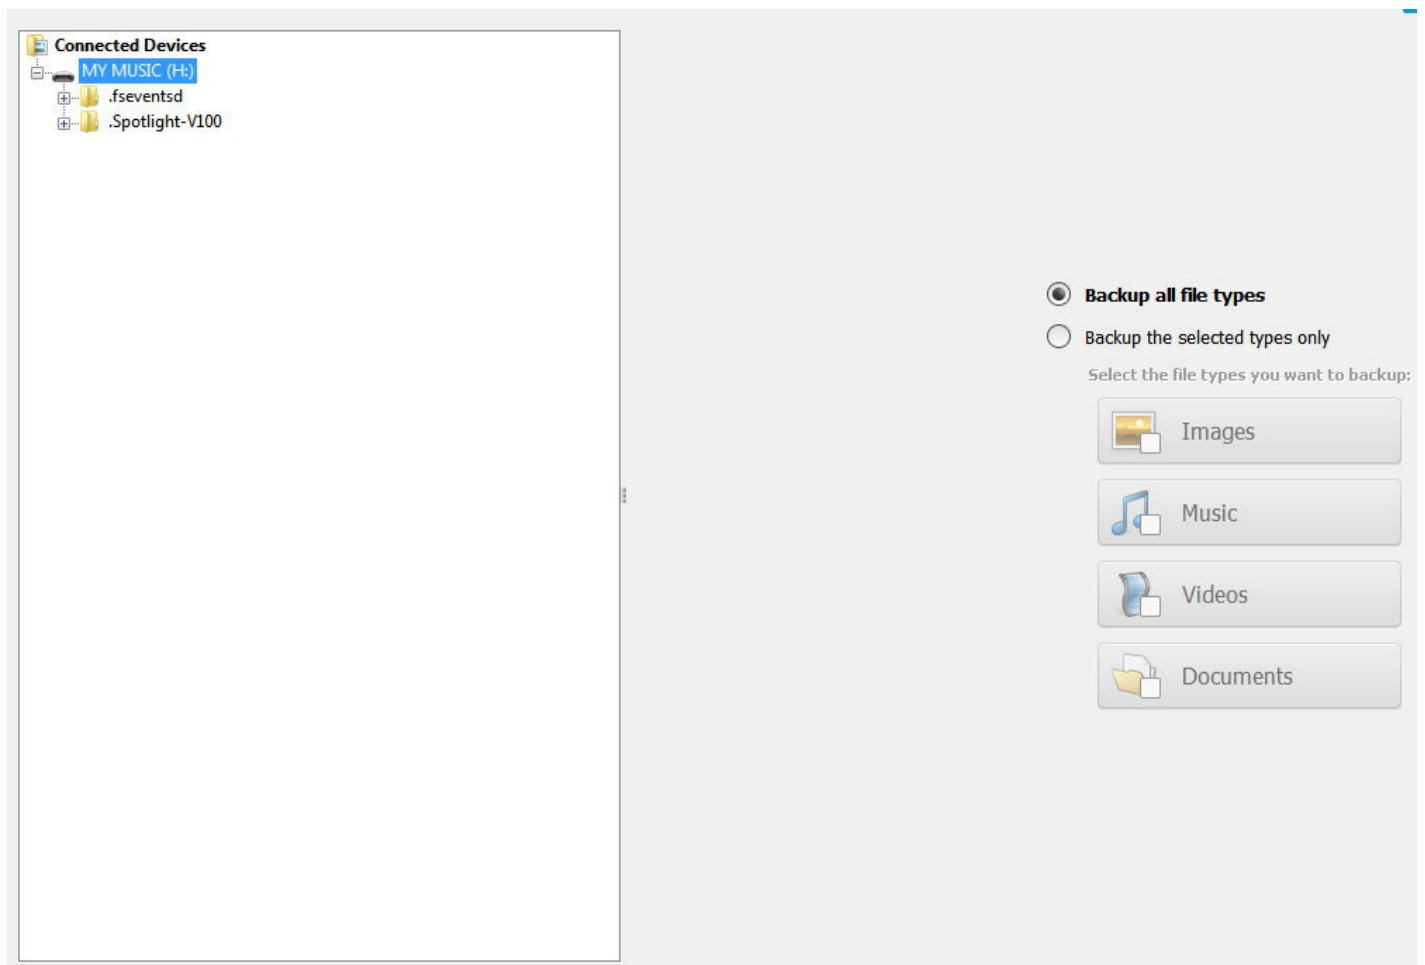 Connected Devices
MY MUSIC (H:)
.fseventsd
.Spotlight-V100
Backup all file types
Backup the selected types only
Select the file types you want to backup:
Images
Music
Videos
Documents